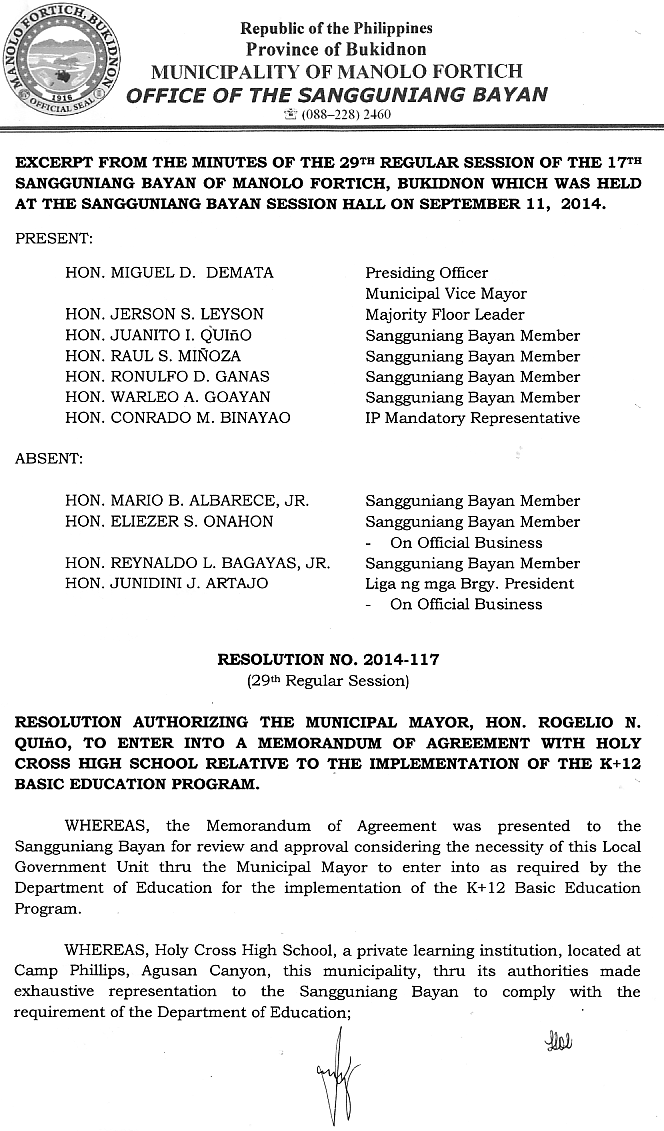 MANOLO FORTICH, BUKIDNON
1916
OFFICIAL SEAL
Republic of the Philippines
Province of Bukidnon
MUNICIPALITY OF MANOLO FORTICH
OFFICE OF THE SANGGUNIANG BAYAN
☏ (088–228) 2460
EXCERPT FROM THE MINUTES OF THE 29TH REGULAR SESSION OF THE 17TH
SANGGUNIANG BAYAN OF MANOLO FORTICH, BUKIDNON WHICH WAS HELD
AT THE SANGGUNIANG BAYAN SESSION HALL ON SEPTEMBER 11, 2014.
PRESENT:
HON. MIGUEL D. DEMATA Presiding Officer
Municipal Vice Mayor
HON. JERSON S. LEYSON Majority Floor Leader
HON. JUANITO I. QUIñO Sangguniang Bayan Member
HON. RAUL S. MIÑOZA Sangguniang Bayan Member
HON. RONULFO D. GANAS Sangguniang Bayan Member
HON. WARLEO A. GOAYAN Sangguniang Bayan Member
HON. CONRADO M. BINAYAO IP Mandatory Representative
ABSENT:
HON. MARIO B. ALBARECE, JR. Sangguniang Bayan Member
HON. ELIEZER S. ONAHON Sangguniang Bayan Member
- On Official Business
HON. REYNALDO L. BAGAYAS, JR. Sangguniang Bayan Member
HON. JUNIDINI J. ARTAJO Liga ng mga Brgy. President
- On Official Business
RESOLUTION NO. 2014-117
(29th Regular Session)
RESOLUTION AUTHORIZING THE MUNICIPAL MAYOR, HON. ROGELIO N.
QUIñO, TO ENTER INTO A MEMORANDUM OF AGREEMENT WITH HOLY
CROSS HIGH SCHOOL RELATIVE TO THE IMPLEMENTATION OF THE K+12
BASIC EDUCATION PROGRAM.
WHEREAS, the Memorandum of Agreement was presented to the
Sangguniang Bayan for review and approval considering the necessity of this Local
Government Unit thru the Municipal Mayor to enter into as required by the
Department of Education for the implementation of the K+12 Basic Education
Program.
WHEREAS, Holy Cross High School, a private learning institution, located at
Camp Phillips, Agusan Canyon, this municipality, thru its authorities made
exhaustive representation to the Sangguniang Bayan to comply with the
requirement of the Department of Education;